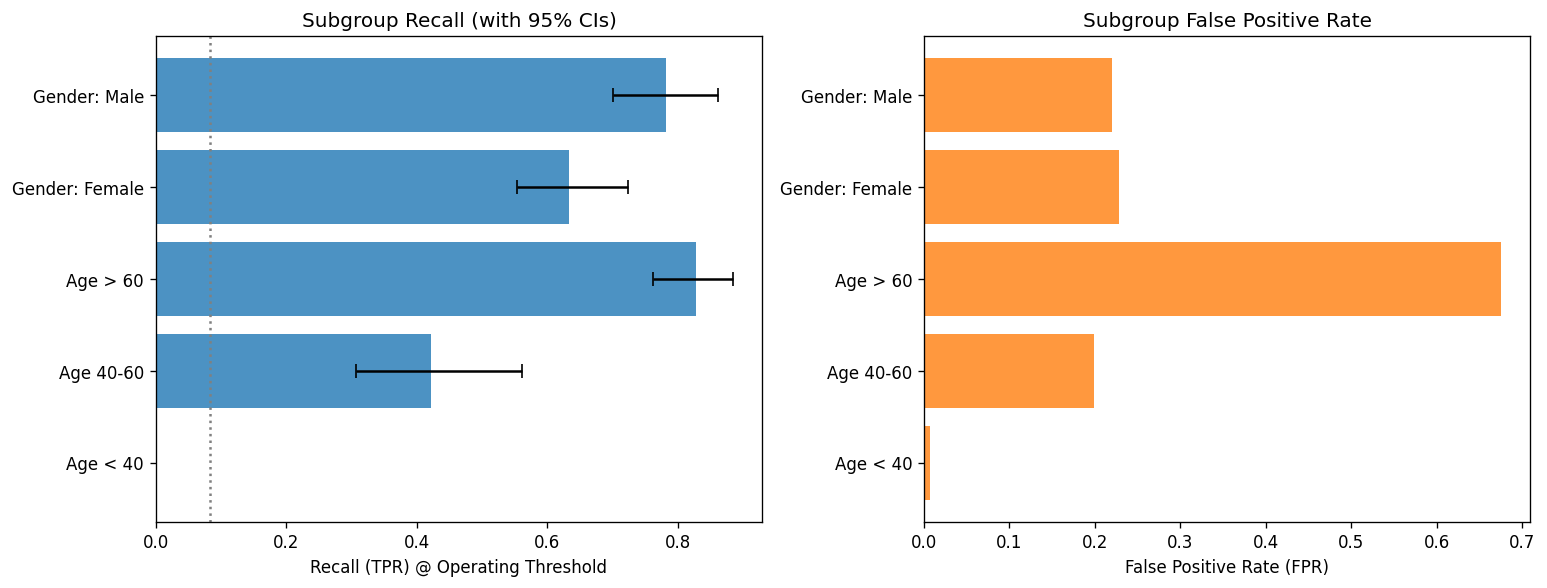 Subgroup Recall (with 95% CIs)
Gender: Male
Gender: Female
Age > 60
Age 40-60
Age < 40
0.0 0.2 0.4 0.6 0.8
Recall (TPR) @ Operating Threshold
Subgroup False Positive Rate
Gender: Male
Gender: Female
Age > 60
Age 40-60
Age < 40
0.0 0.1 0.2 0.3 0.4 0.5 0.6 0.7
False Positive Rate (FPR)